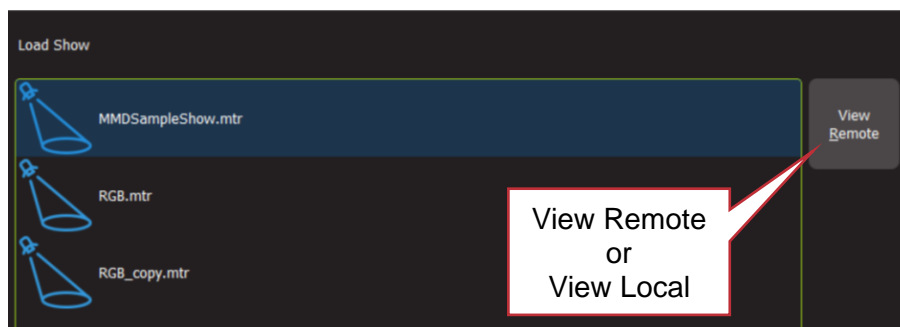 Load Show
MMDSampleShow.mtr
View
Remote
RGB.mtr
View Remote
or
View Local
RGB_copy.mtr